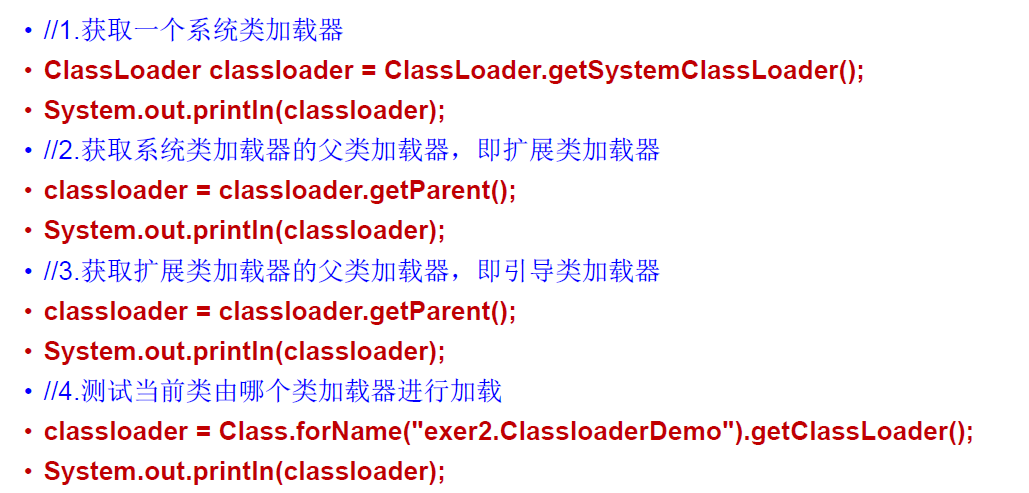 • //1.获取一个系统类加载器
• ClassLoader classloader = ClassLoader.getSystemClassLoader();
• System.out.println(classloader);
• //2.获取系统类加载器的父类加载器，即扩展类加载器
• classloader = classloader.getParent();
• System.out.println(classloader);
• //3.获取扩展类加载器的父类加载器，即引导类加载器
• classloader = classloader.getParent();
• System.out.println(classloader);
• //4.测试当前类由哪个类加载器进行加载
• classloader = Class.forName("exer2.ClassloaderDemo").getClassLoader();
• System.out.println(classloader);